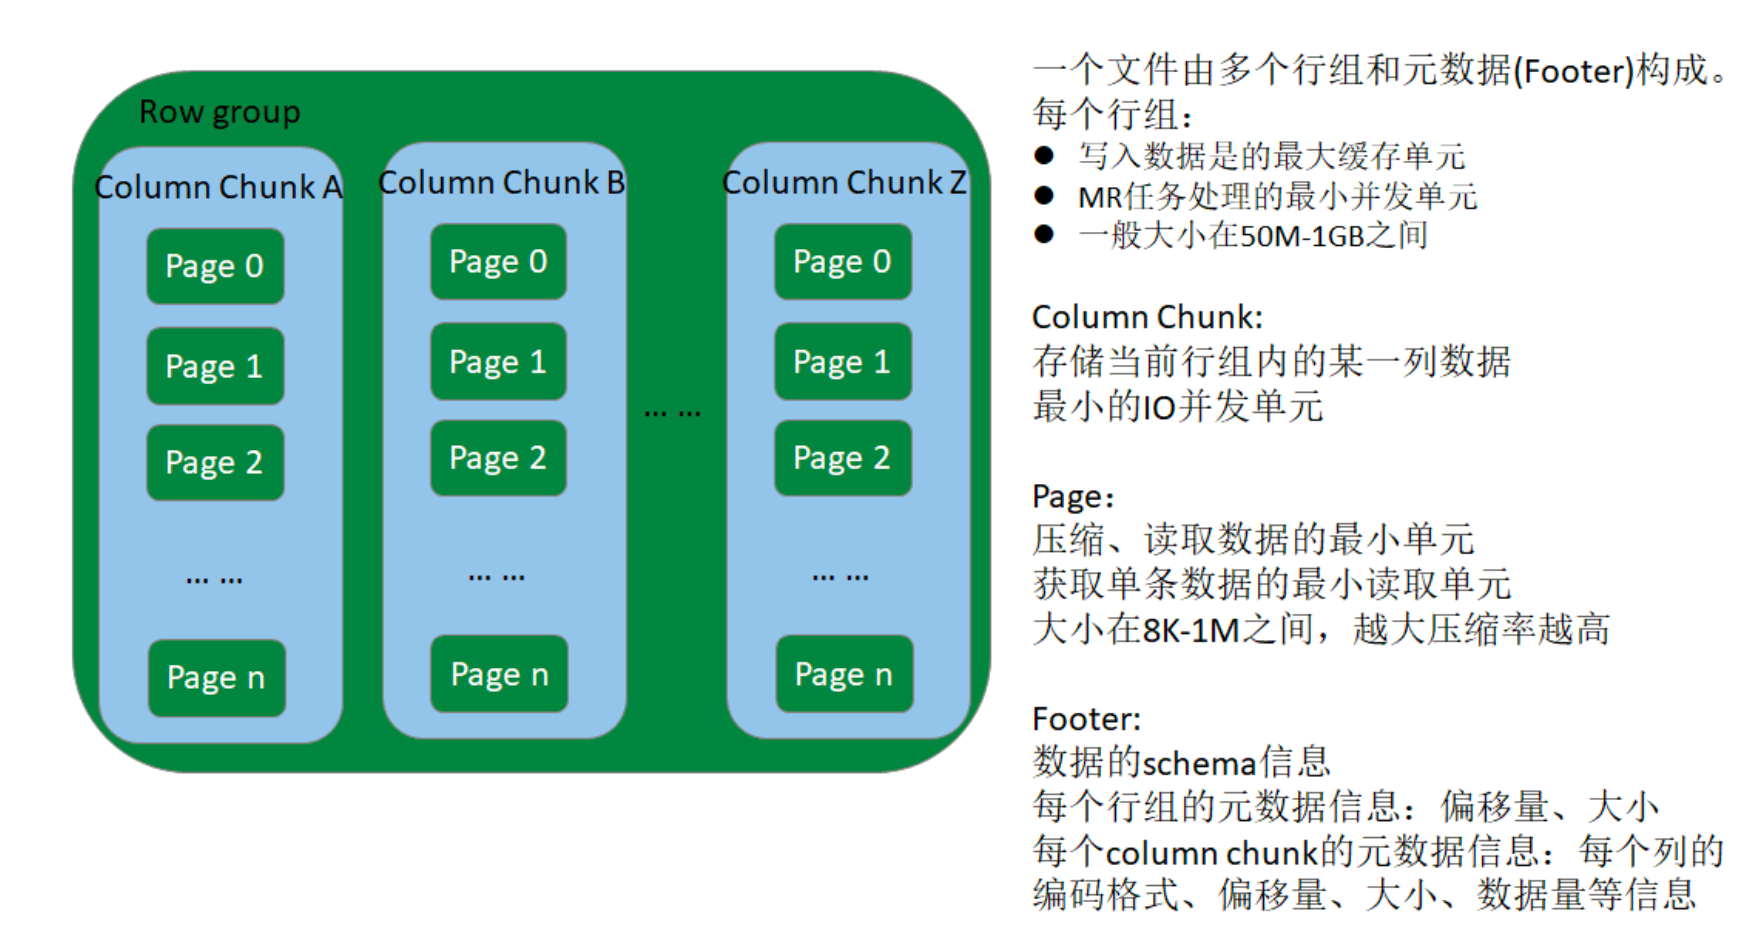 Row group
Column Chunk A
Page 0
Page 1
Page 2
... ...
Page n
Column Chunk B
Page 0
Page 1
Page 2
... ...
Page n
... ...
Column Chunk Z
Page 0
Page 1
Page 2
... ...
Page n
一个文件由多个行组和元数据(Footer)构成。
每个行组：
● 写入数据是的最大缓存单元
● MR任务处理的最小并发单元
● 一般大小在50M-1GB之间
Column Chunk:
存储当前行组内的某一列数据
最小的IO并发单元
Page：
压缩、读取数据的最小单元
获取单条数据的最小读取单元
大小在8K-1M之间，越大压缩率越高
Footer:
数据的schema信息
每个行组的元数据信息：偏移量、大小
每个column chunk的元数据信息：每个列的
编码格式、偏移量、大小、数据量等信息